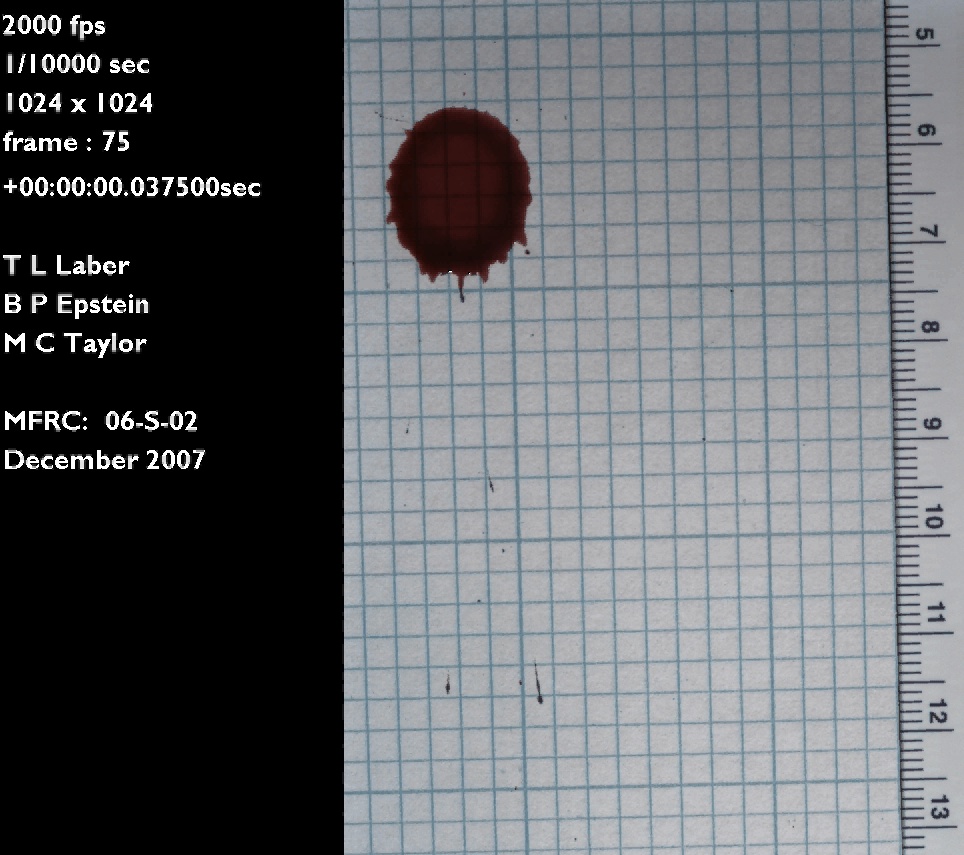 2000 fps
1/10000 sec
1024 x 1024
frame : 75
+00:00:00.037500sec
T L Laber
B P Epstein
M C Taylor
MFRC: 06-S-02
December 2007
5
6
7
8
9
10
11
12
13